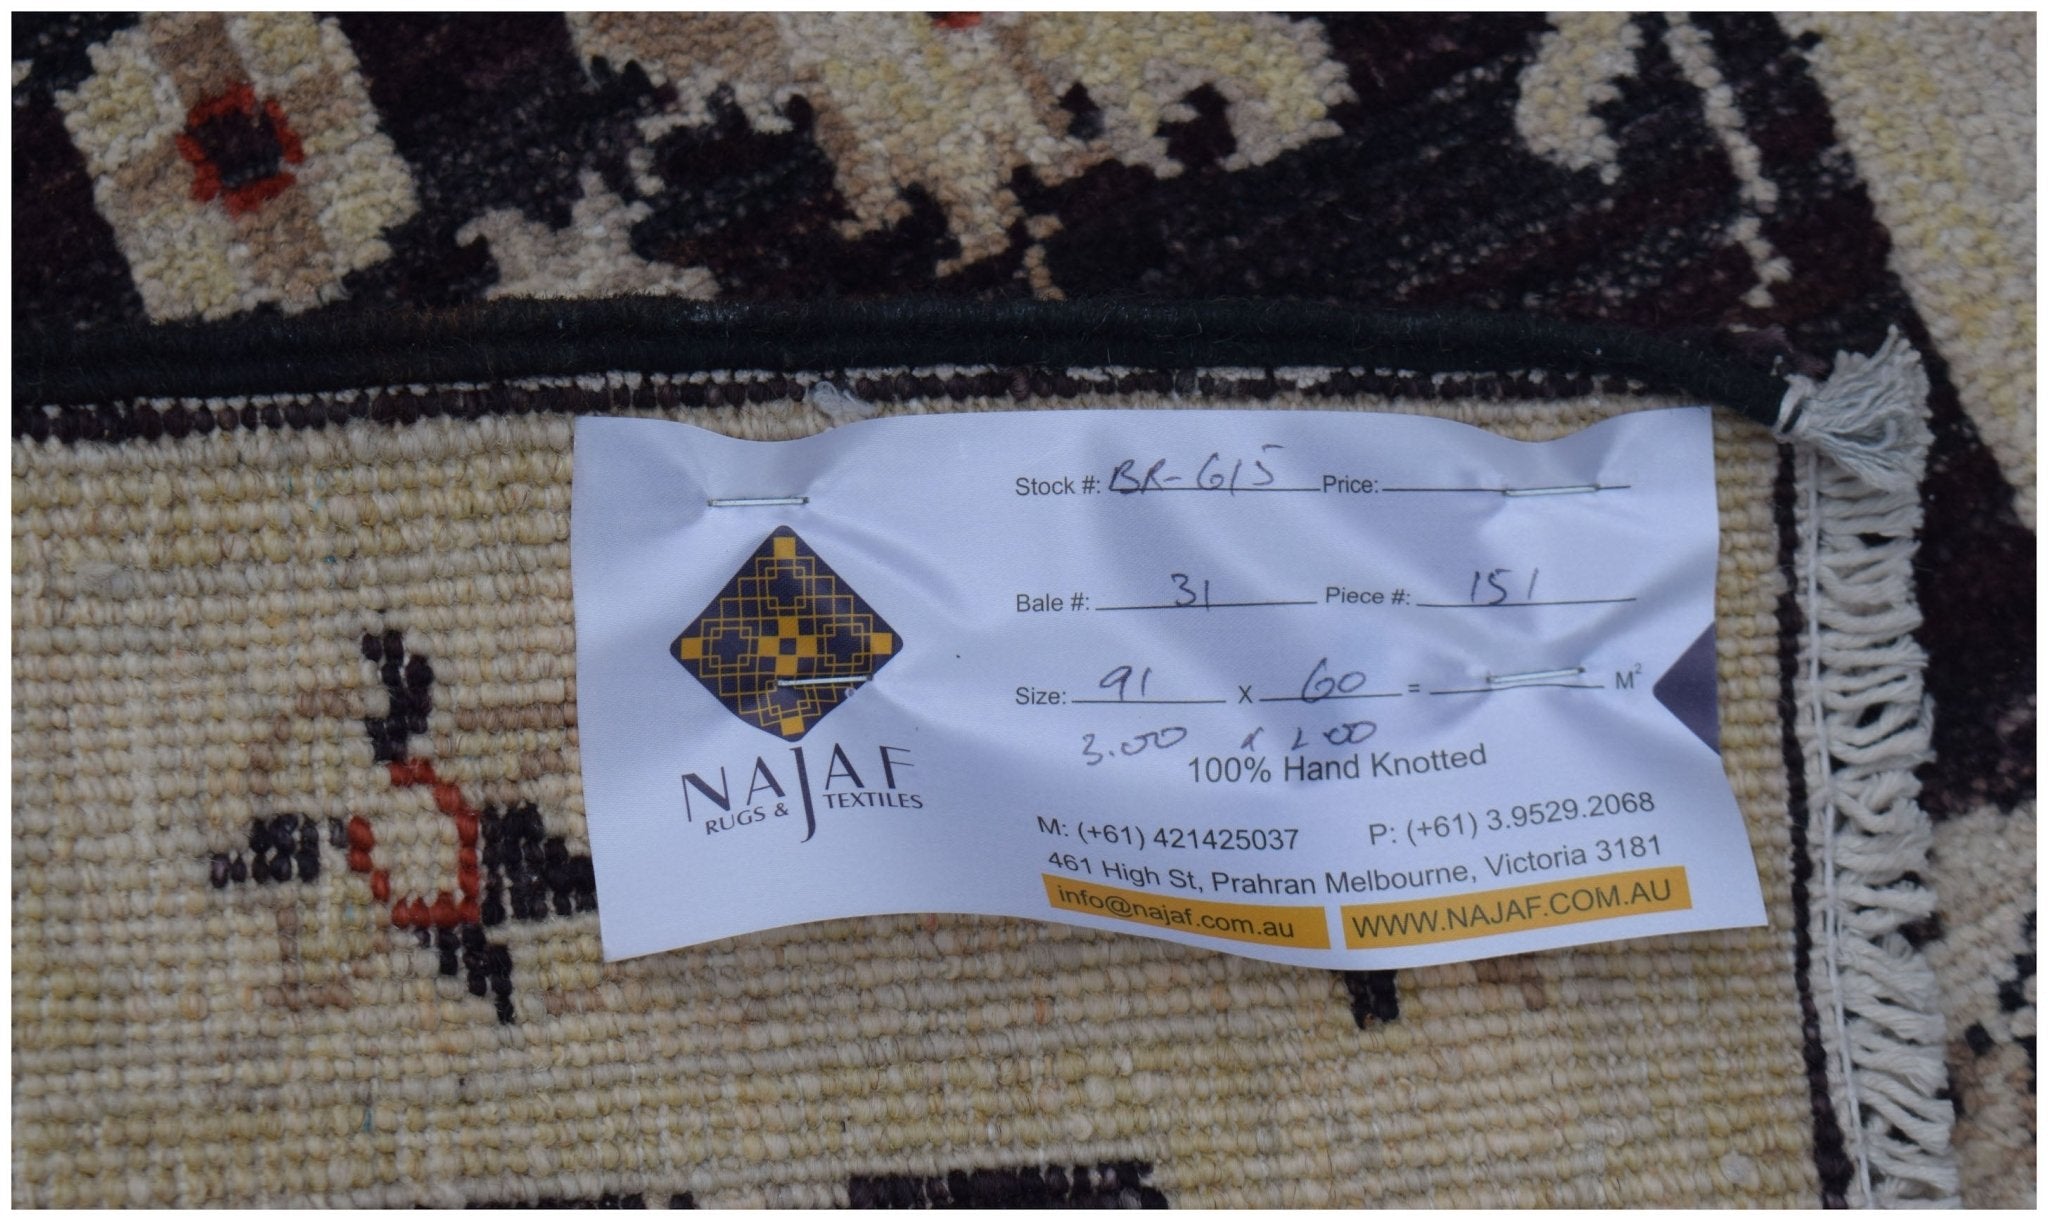 Stock #: BR-615 Price:
Bale #: 31 Piece #: 151
Size: 91 x 60 = M²
3.00 x 2.00
100% Hand Knotted
NAJAF
RUGS & TEXTILES
M: (+61) 421425037 P: (+61) 3.9529.2068
461 High St, Prahran Melbourne, Victoria 3181
info@najaf.com.au WWW.NAJAF.COM.AU